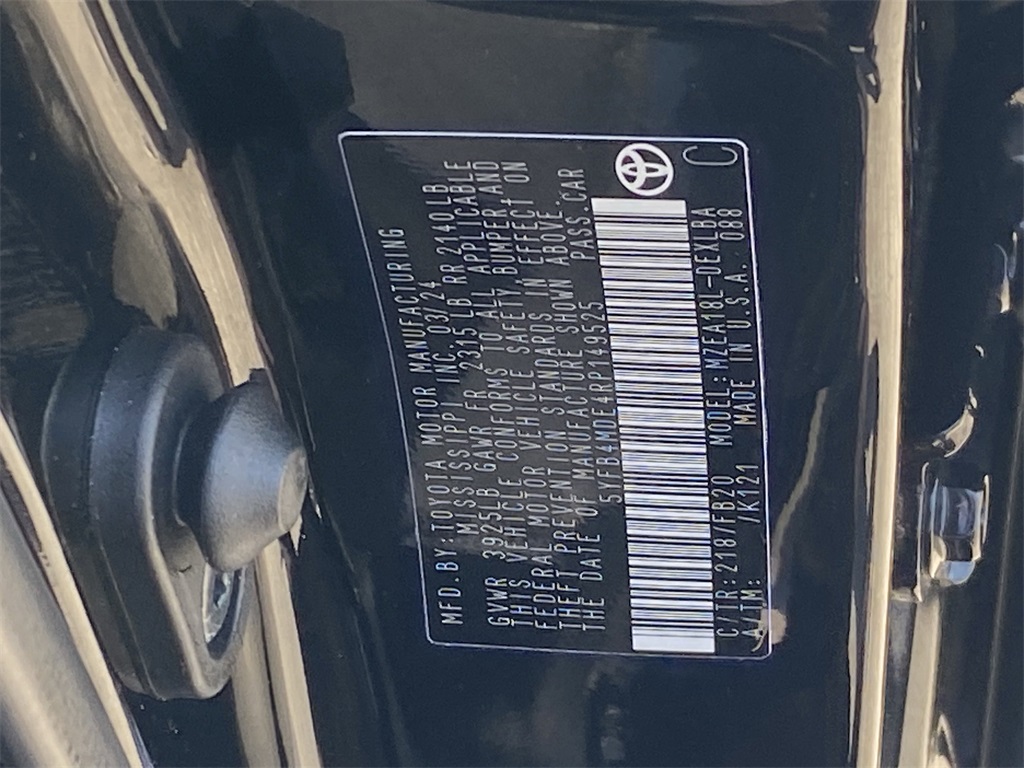 MFD.BY:TOYOTA MOTOR MANUFACTURING
MISSISSIPPI INC. 03/24
GVWR 3925LB GAWR FR 2315 LB RR 2140LB
THIS VEHICLE CONFORMS TO ALL APPLICABLE
FEDERAL MOTOR VEHICLE SAFETY, BUMPER, AND
THEFT PREVENTION STANDARDS IN EFFECT ON
THE DATE OF MANUFACTURE SHOWN ABOVE.
5YFB4MDE4RP149525 PASS.CAR
C/TR:218/FB20 MODEL:MZEA18L-DEXLBA
A/TM: /K121 MADE IN U.S.A. 088
C